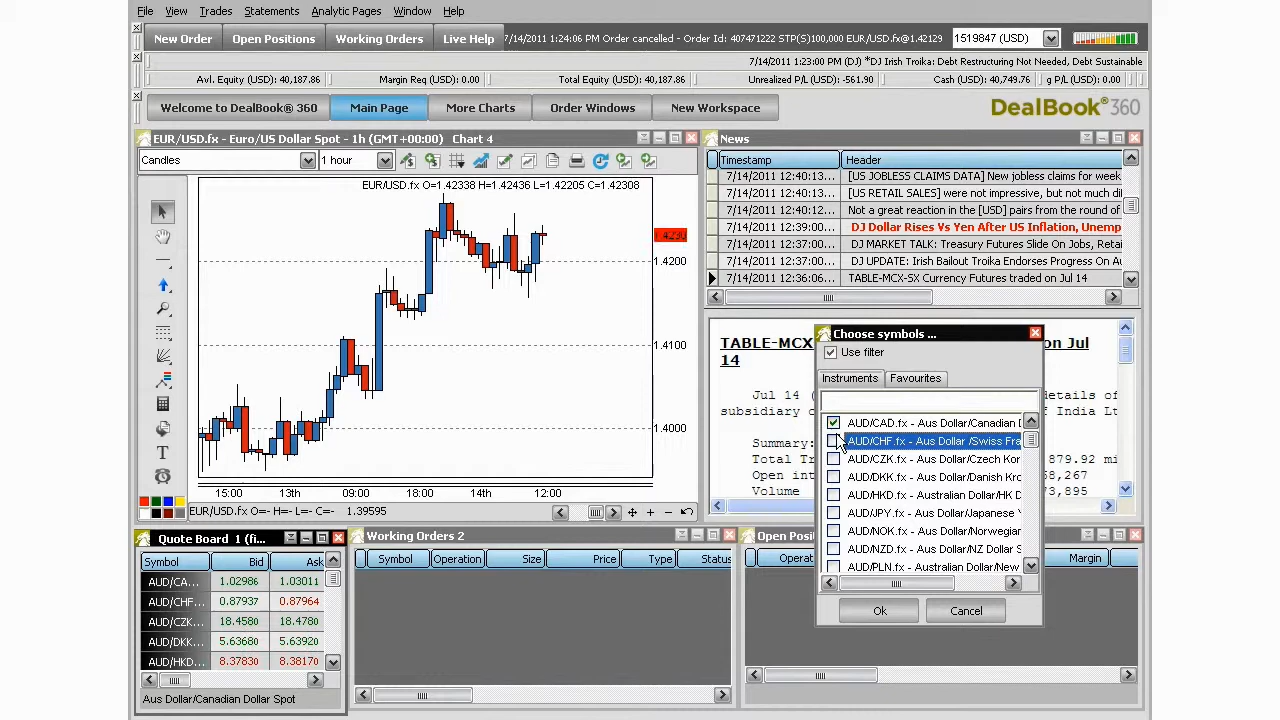 File View Trades Statements Analytic Pages Window Help
New Order Open Positions Working Orders Live Help 7/14/2011 1:24:06 PM Order cancelled - Order Id: 407471222 STP(S)100,000 EUR/USD.fx@1.42129 1519847 (USD)
7/14/2011 1:23:00 PM (DJ) *DJ Irish Troika: Debt Restructuring Not Needed, Debt Sustainable
Avl. Equity (USD): 40,187.86 Margin Req (USD): 0.00 Total Equity (USD): 40,187.86 Unrealized P/L (USD): -561.90 Cash (USD): 40,749.76 g P/L (USD): 0.00
Welcome to DealBook® 360 Main Page More Charts Order Windows New Workspace DealBook® 360
EUR/USD.fx - Euro/US Dollar Spot - 1h (GMT+00:00) Chart 4
Candles 1 hour
EUR/USD.fx O=1.42338 H=1.42436 L=1.42205 C=1.42308
1.4230
1.4200
1.4100
1.4000
15:00 13th 09:00 18:00 14th 12:00
EUR/USD.fx O=- H=- L=- C=- 1.39595
News
Timestamp Header
7/14/2011 12:40:13... [US JOBLESS CLAIMS DATA] New jobless claims for week
7/14/2011 12:40:13... [US RETAIL SALES] were not impressive, but not much di
7/14/2011 12:40:12... Not a great reaction in the [USD] pairs from the round of
7/14/2011 12:39:00... DJ Dollar Rises Vs Yen After US Inflation, Unemp
7/14/2011 12:37:00... DJ MARKET TALK: Treasury Futures Slide On Jobs, Retai
7/14/2011 12:37:00... DJ UPDATE: Irish Bailout Troika Endorses Progress On Au
7/14/2011 12:36:06... TABLE-MCX-SX Currency Futures traded on Jul 14
TABLE-MCX on Jul
14
Jul 14 ( etails of
subsidiary of India Lt
Summary:
Total Tr 879.92 mi
Open int 58,267
Volume 73,895
Choose symbols ...
Use filter
Instruments Favourites
AUD/CAD.fx - Aus Dollar/Canadian D
AUD/CHF.fx - Aus Dollar /Swiss Fra
AUD/CZK.fx - Aus Dollar/Czech Kor
AUD/DKK.fx - Aus Dollar/Danish Kro
AUD/HKD.fx - Australian Dollar/HK D
AUD/JPY.fx - Aus Dollar/Japanese Y
AUD/NOK.fx - Aus Dollar/Norwegian
AUD/NZD.fx - Aus Dollar/NZ Dollar S
AUD/PLN.fx - Australian Dollar/New
Ok Cancel
Quote Board 1 (fi
Symbol Bid Ask
AUD/CA... 1.02986 1.03011
AUD/CHF... 0.87937 0.87964
AUD/CZK... 18.4580 18.4780
AUD/DKK... 5.63680 5.63920
AUD/HKD... 8.37830 8.38170
Aus Dollar/Canadian Dollar Spot
Working Orders 2
Symbol Operation Size Price Type Status
Open Posi
Operat Margin